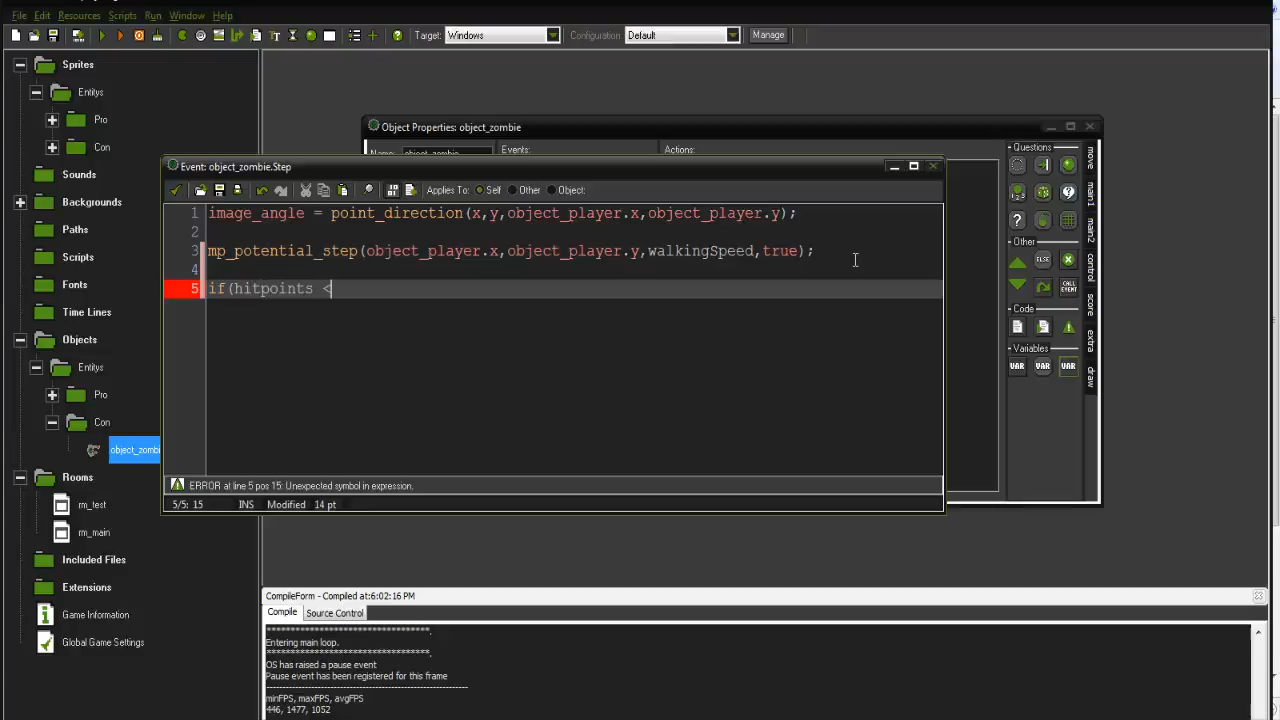 File Edit Resources Scripts Run Window Help
Target: Windows Configuration Default Manage
Sprites
Entitys
Pro
Con
Sounds
Backgrounds
Paths
Scripts
Fonts
Time Lines
Objects
Entitys
Pro
Con
object_zombi
Rooms
rm_test
rm_main
Included Files
Extensions
Game Information
Global Game Settings
Object Properties: object_zombie
Name: object_zombie Events: Actions:
Event: object_zombie.Step
Applies To: Self Other Object:
1 image_angle = point_direction(x,y,object_player.x,object_player.y);
2
3 mp_potential_step(object_player.x,object_player.y,walkingSpeed,true);
4
5 if(hitpoints <
ERROR at line 5 pos 15: Unexpected symbol in expression.
5/5: 15 INS Modified 14 pt
Questions
Other
ELSE
CALL EVENT
Code
Variables
VAR VAR VAR
move
main1
main2
control
score
extra
draw
CompileForm - Compiled at:6:02:16 PM
Compile Source Control
Entering main loop.
OS has raised a pause event
Pause event has been registered for this frame
minFPS, maxFPS, avgFPS
446, 1477, 1052